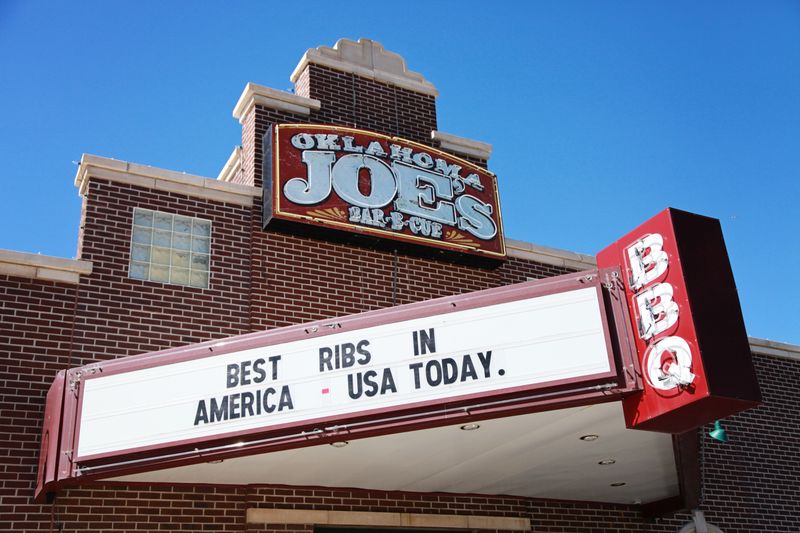 OKLAHOMA
JOE'S
BAR-B-CUE
BBQ
BEST RIBS IN
AMERICA - USA TODAY.